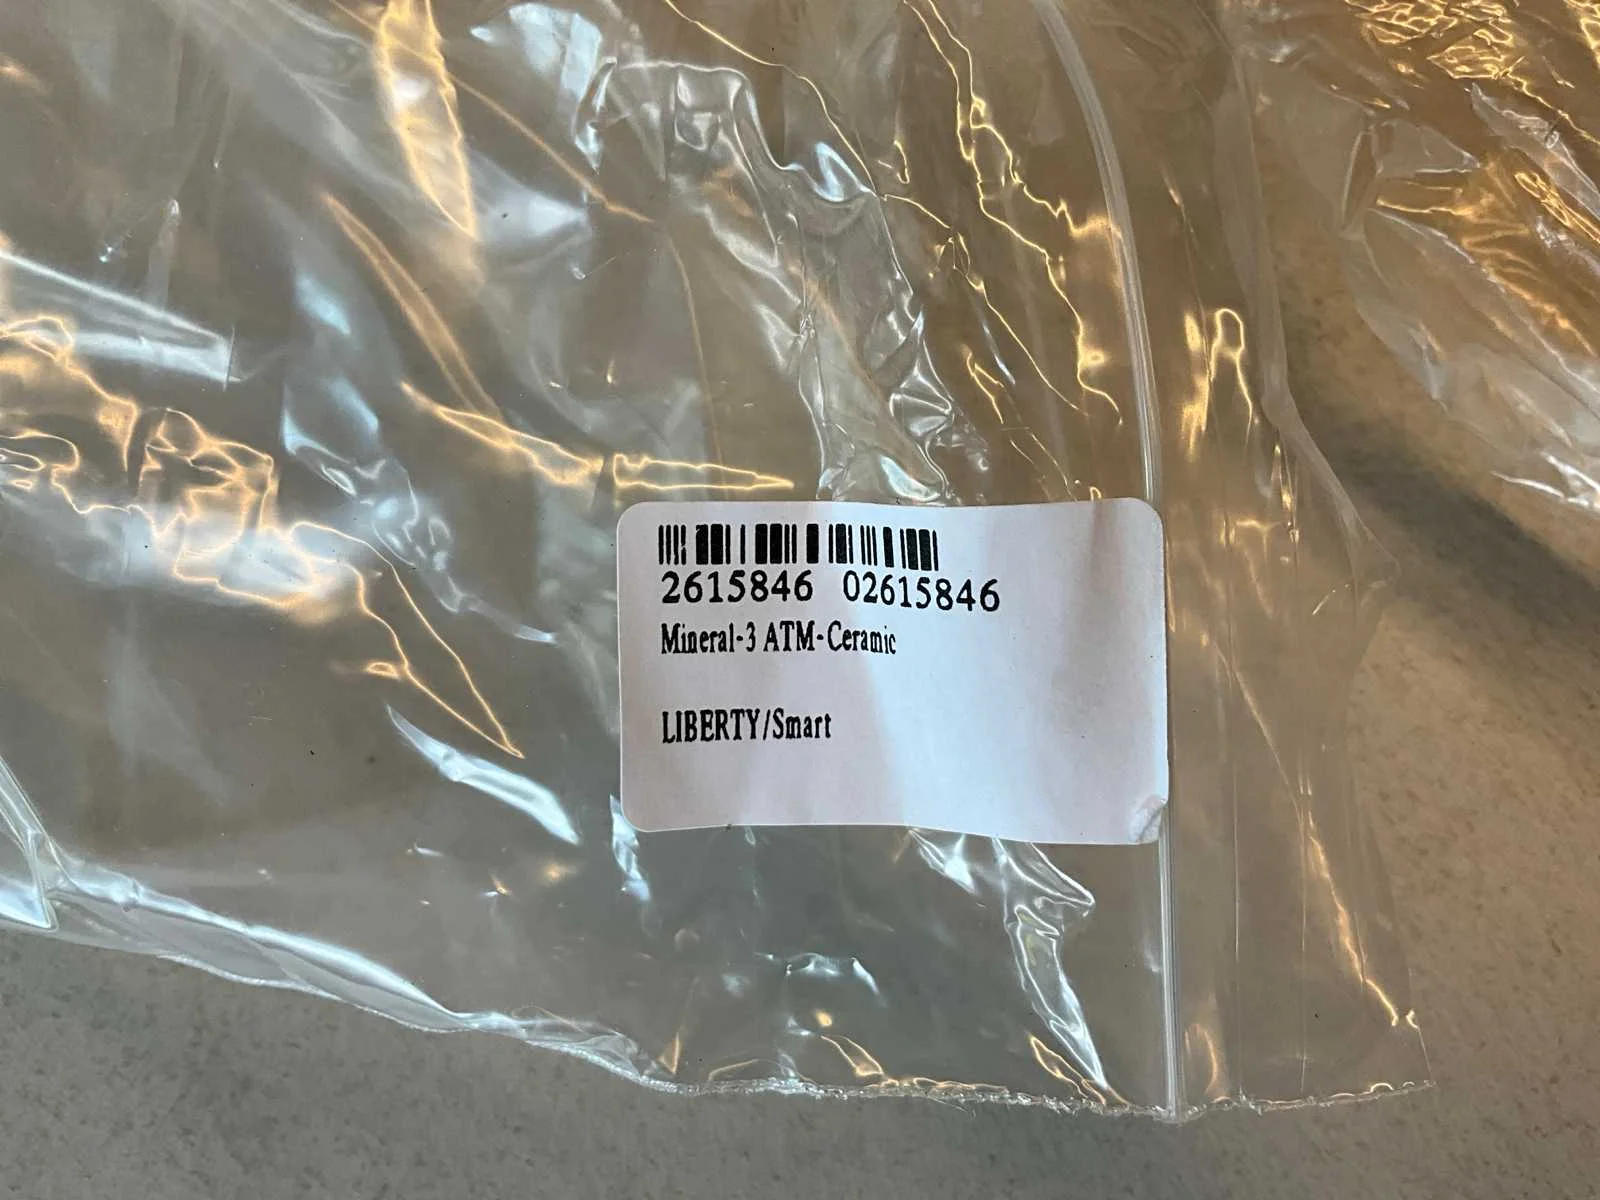 2615846 02615846
Mineral-3 ATM-Ceramic
LIBERTY/Smart